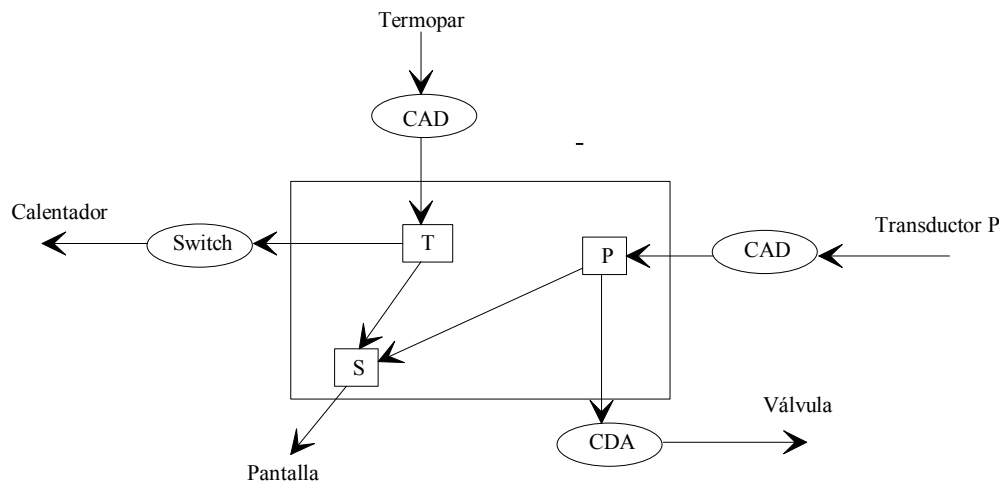 Termopar
CAD
-
Calentador
Switch
T
P
CAD
Transductor P
S
CDA
Válvula
Pantalla